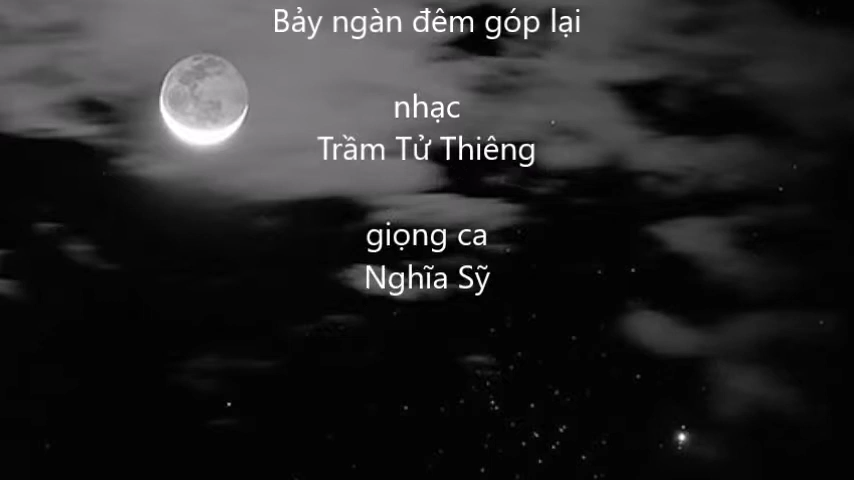 Bảy ngàn đêm góp lại
nhạc
Trầm Tử Thiêng
giọng ca
Nghĩa Sỹ